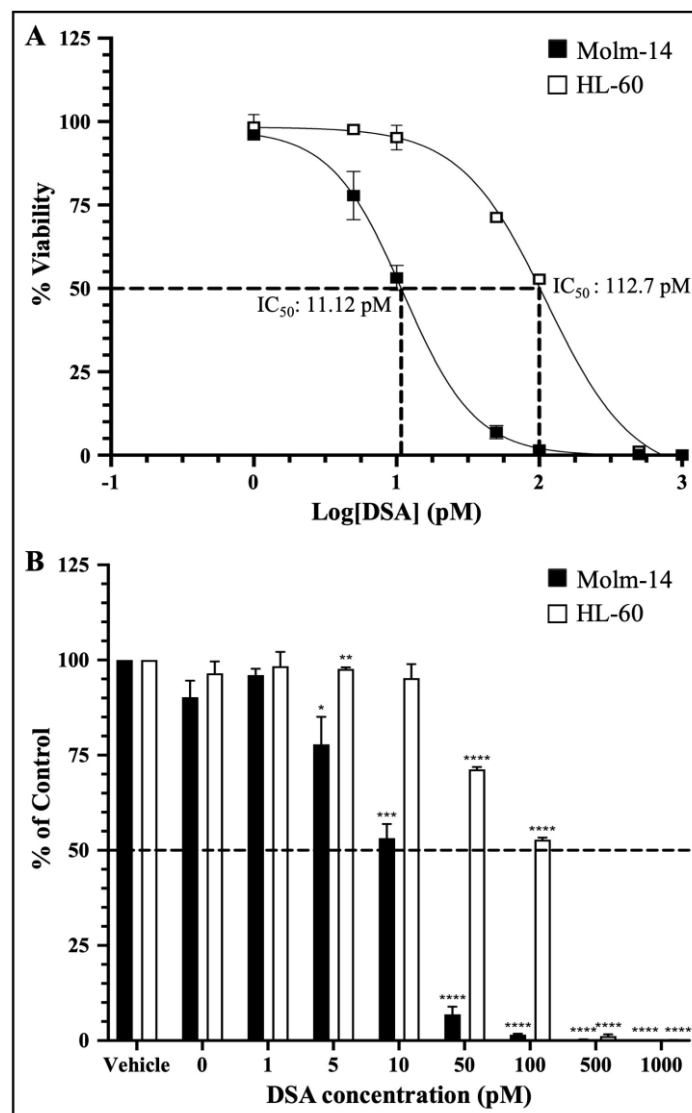 A
Molm-14
HL-60
125
100
75
50
25
0
% Viability
IC50: 11.12 pM
IC50 : 112.7 pM
-1 0 1 2 3
Log[DSA] (pM)
B
Molm-14
HL-60
125
100
75
50
25
0
% of Control
**
*
***
****
****
****
****
**** ****
**** ****
Vehicle 0 1 5 10 50 100 500 1000
DSA concentration (pM)